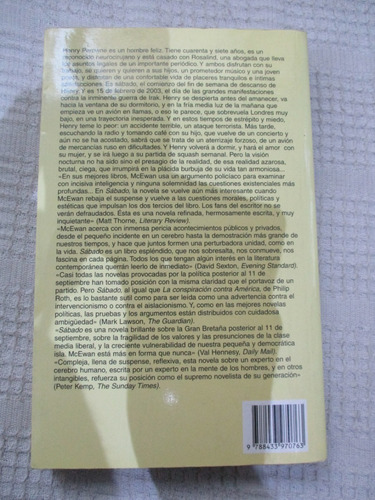 Henry Perowne es un hombre feliz. Tiene cuarenta y siete años, es un
reconocido neurocirujano y está casado con Rosalind, una abogada que lleve
los asuntos legales de un importante periódico. Y ambos disfrutan con su
trabajo, se quieren y quieren a sus hijos, un prometedor músico y una joven
poeta, y disfrutan de una confortable vida de placeres tranquilos e íntimas
satisfacciones. Es sábado, el comienzo del fin de semana de descanso de
Henry. Y es 15 de febrero de 2003, el día de las grandes manifestaciones
contra la inminente guerra de Irak. Henry se despierta antes del amanecer, va
hacia la ventana de su dormitorio, y en la fría media luz de la mañana ve que
empieza ve un avión en llamas, o eso le parece, que sobrevuela Londres muy
bajo, en una trayectoria inesperada. Y en estos tiempos de estrépito y miedo,
Henry teme lo peor: un accidente terrible, un ataque terrorista. Más tarde,
escuchando la radio y tomando café con su hijo, que vuelve de un concierto y
aún no se ha acostado, sabrá que se trata de un aterrizaje forzoso, de un avión
de mercancías ruso en dificultades. Y Henry volverá a dormir, y hará el amor con
su mujer, y se irá luego a su partida de squash semanal. Pero la visión
nocturna no ha sido sino el presagio de la realidad, de esa realidad azarosa,
brutal, ciega, que irrumpirá en la plácida burbuja de su vida tan armoniosa...
«En sus mejores libros, McEwan usa un argumento policíaco para examinar
con incisiva inteligencia y ninguna solemnidad las cuestiones existenciales más
profundas... En Sábado, la novela se vuelve aún más interesante cuando
McEwan rebaja el suspense y vuelve a las cuestiones morales, políticas y
estéticas que impulsan los dos tercios del libro. Los fans del escritor no se
verán defraudados. Esta es una novela refinada, hermosamente escrita, y muy
inquietante» (Matt Thorne, Literary Review).
«McEwan acerca con inmensa pericia acontecimientos públicos y privados,
desde el pequeño incidente en un cerebro hasta la demostración más grande de
nuestros tiempos, y hace que juntos formen una perturbadora unidad, como en
la vida. Sábado es un libro espléndido, que nos sobresalta, nos conmueve, nos
fascina en cada página. Todos los que tengan algún interés en la literatura
contemporánea querrán leerlo de inmediato» (David Sexton, Evening Standard).
«Casi todas las novelas provocadas por la política posterior al 11 de
septiembre han tomado posición con la misma claridad que el portavoz de un
partido. Pero Sábado, al igual que La conspiración contra América, de Philip
Roth, es lo bastante sutil como para ser leída como una advertencia contra el
intervencionismo o contra el aislacionismo. Y, como en las mejores novelas
políticas, las pruebas y los argumentos están distribuidos con cuidadosa
ambigüedad» (Mark Lawson, The Guardian).
«Sábado es una novela brillante sobre la Gran Bretaña posterior al 11 de
septiembre, sobre la fragilidad de los valores y las presunciones de la clase
media liberal, y la creciente vulnerabilidad de nuestra pequeña y democrática
isla. McEwan está más en forma que nunca» (Val Hennesy, Daily Mail).
«Compleja, llena de suspense, reflexiva, esta novela sobre un experto en el
cerebro humano, escrita por un experto en la mente de los hombres, y en otros
intangibles, refuerza su posición como el supremo novelista de su generación»
(Peter Kemp, The Sunday Times).
9 788433 970763